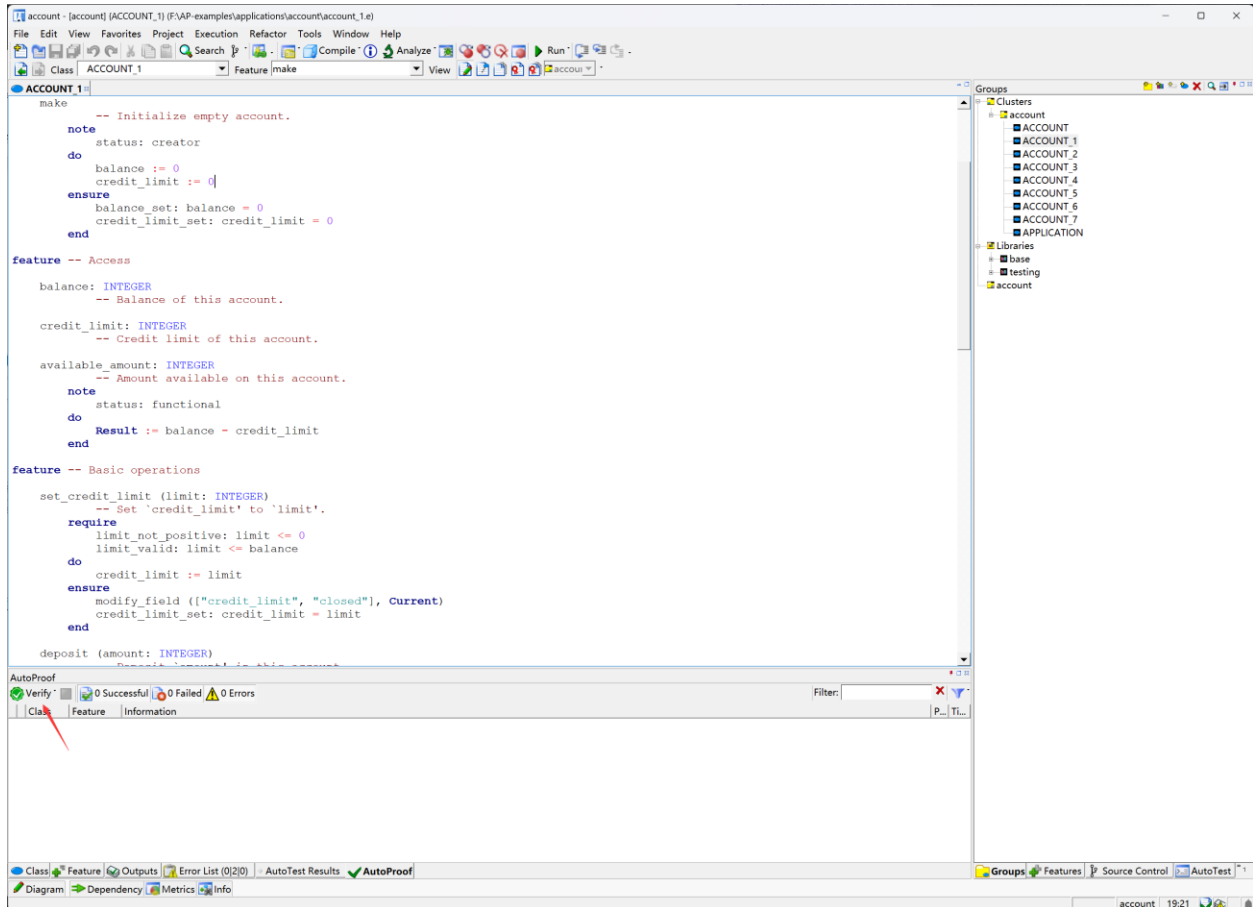 account - [account] (ACCOUNT_1) (F:\AP-examples\applications\account\account_1.e)
File Edit View Favorites Project Execution Refactor Tools Window Help
Search Compile Analyze Run
Class ACCOUNT_1 Feature make View account
ACCOUNT_1
make
-- Initialize empty account.
note
status: creator
do
balance := 0
credit_limit := 0
ensure
balance_set: balance = 0
credit_limit_set: credit_limit = 0
end
feature -- Access
balance: INTEGER
-- Balance of this account.
credit_limit: INTEGER
-- Credit limit of this account.
available_amount: INTEGER
-- Amount available on this account.
note
status: functional
do
Result := balance - credit_limit
end
feature -- Basic operations
set_credit_limit (limit: INTEGER)
-- Set `credit_limit' to `limit'.
require
limit_not_positive: limit <= 0
limit_valid: limit <= balance
do
credit_limit := limit
ensure
modify_field (["credit_limit", "closed"], Current)
credit_limit_set: credit_limit = limit
end
deposit (amount: INTEGER)
Groups
Clusters
account
ACCOUNT
ACCOUNT_1
ACCOUNT_2
ACCOUNT_3
ACCOUNT_4
ACCOUNT_5
ACCOUNT_6
ACCOUNT_7
APPLICATION
Libraries
base
testing
account
AutoProof
Verify 0 Successful 0 Failed 0 Errors Filter:
Class Feature Information P... Ti...
Class Feature Outputs Error List (0|2|0) AutoTest Results AutoProof
Groups Features Source Control AutoTest
Diagram Dependency Metrics Info
account 19:21